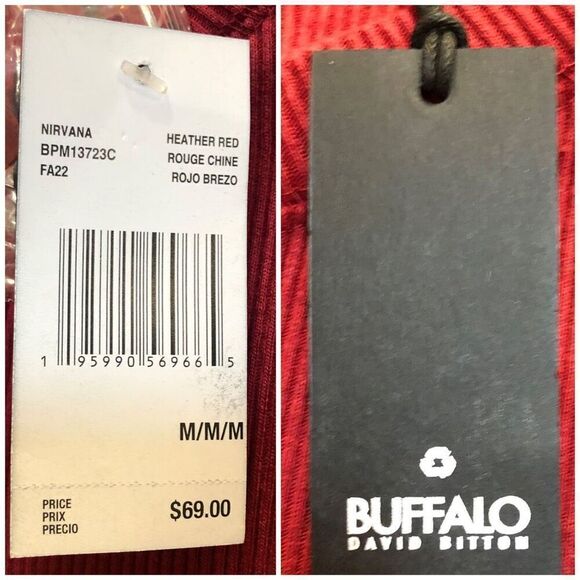 NIRVANA
BPM13723C
FA22
HEATHER RED
ROUGE CHINE
ROJO BREZO
1 95990 56966 5
M/M/M
PRICE
PRIX
PRECIO
$69.00
BUFFALO
DAVID BITTON